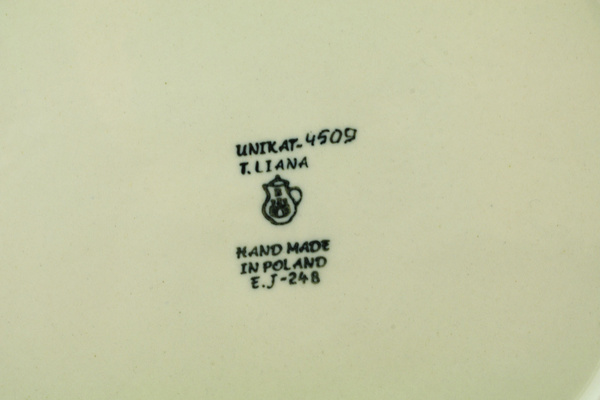 UNIKAT-4509
T. LIANA
HAND MADE
IN POLAND
E.J-248